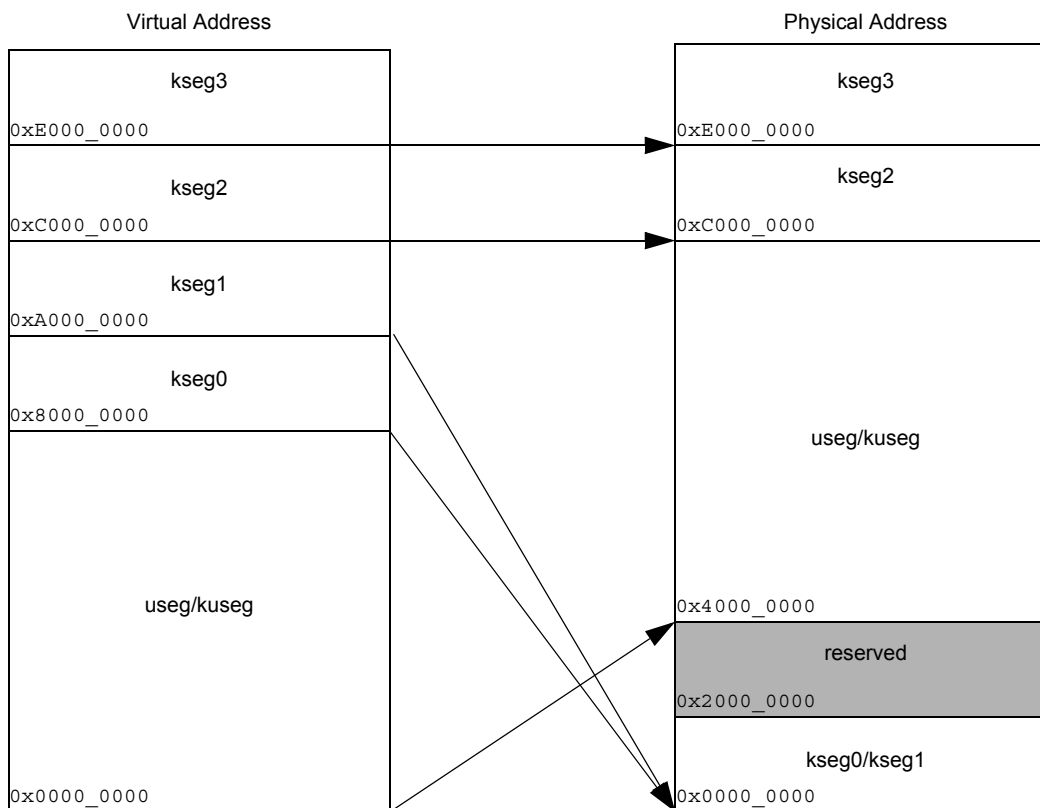 Virtual Address
kseg3
0xE000_0000
kseg2
0xC000_0000
kseg1
0xA000_0000
kseg0
0x8000_0000
useg/kuseg
0x0000_0000
Physical Address
kseg3
0xE000_0000
kseg2
0xC000_0000
useg/kuseg
0x4000_0000
reserved
0x2000_0000
kseg0/kseg1
0x0000_0000